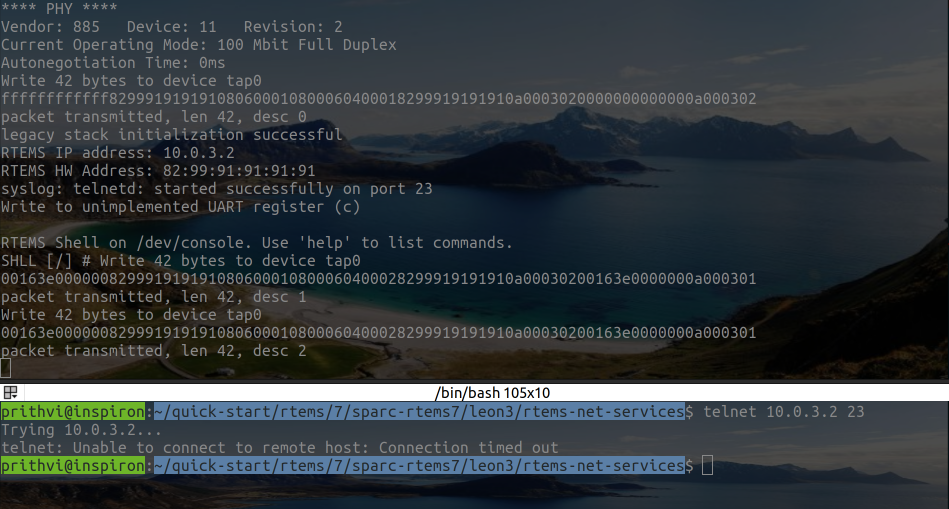 **** PHY ****
Vendor: 885   Device: 11   Revision: 2
Current Operating Mode: 100 Mbit Full Duplex
Autonegotiation Time: 0ms
Write 42 bytes to device tap0
ffffffffffff829991919191080600010800060400018299919191910a0003020000000000000a000302
packet transmitted, len 42, desc 0
legacy stack initialization successful
RTEMS IP address: 10.0.3.2
RTEMS HW Address: 82:99:91:91:91:91
syslog: telnetd: started successfully on port 23
Write to unimplemented UART register (c)
RTEMS Shell on /dev/console. Use 'help' to list commands.
SHLL [/] # Write 42 bytes to device tap0
00163e000000829991919191080600010800060400028299919191910a00030200163e0000000a000301
packet transmitted, len 42, desc 1
Write 42 bytes to device tap0
00163e000000829991919191080600010800060400028299919191910a00030200163e0000000a000301
packet transmitted, len 42, desc 2
/bin/bash 105x10
prithvi@inspiron:~/quick-start/rtems/7/sparc-rtems7/leon3/rtems-net-services$ telnet 10.0.3.2 23
Trying 10.0.3.2...
telnet: Unable to connect to remote host: Connection timed out
prithvi@inspiron:~/quick-start/rtems/7/sparc-rtems7/leon3/rtems-net-services$